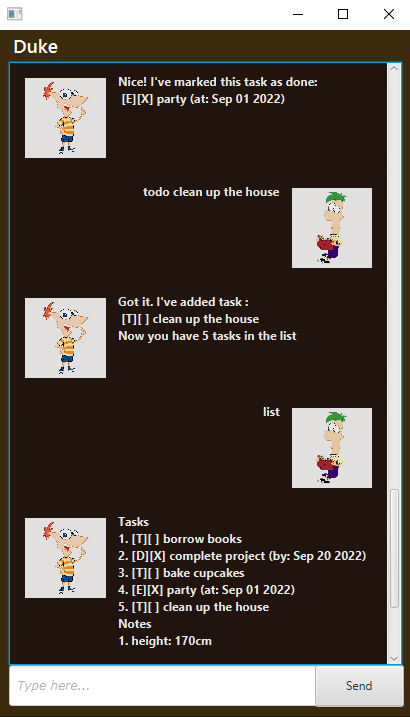 Duke
Nice! I've marked this task as done:
[E][X] party (at: Sep 01 2022)
todo clean up the house
Got it. I've added task :
[T][ ] clean up the house
Now you have 5 tasks in the list
list
Tasks
1. [T][ ] borrow books
2. [D][X] complete project (by: Sep 20 2022)
3. [T][ ] bake cupcakes
4. [E][X] party (at: Sep 01 2022)
5. [T][ ] clean up the house
Notes
1. height: 170cm
Type here...
Send